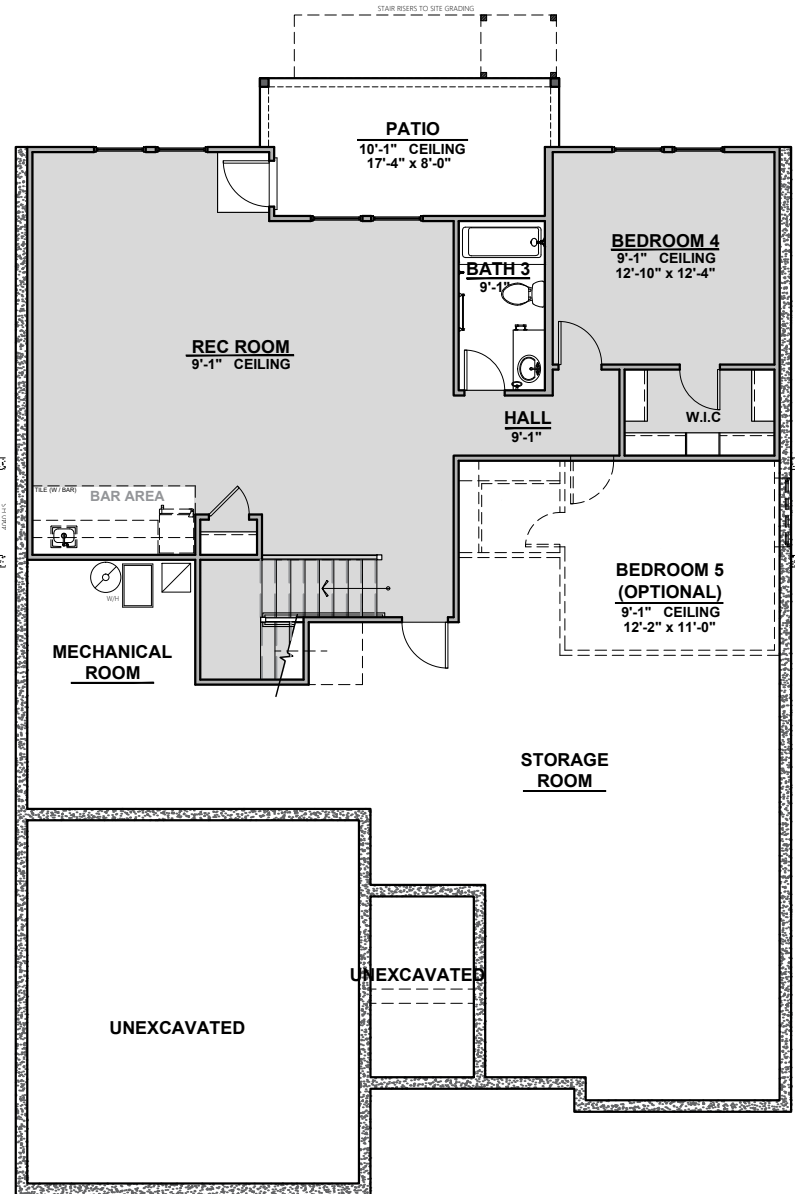 STAIR RISERS TO SITE GRADING
PATIO
10'-1" CEILING
17'-4" x 8'-0"
BEDROOM 4
9'-1" CEILING
12'-10" x 12'-4"
BATH 3
9'-1"
REC ROOM
9'-1" CEILING
HALL
9'-1"
W.I.C
TILE (W / BAR)
BAR AREA
W/H
BEDROOM 5
(OPTIONAL)
9'-1" CEILING
12'-2" x 11'-0"
MECHANICAL
ROOM
STORAGE
ROOM
UNEXCAVATED
UNEXCAVATED